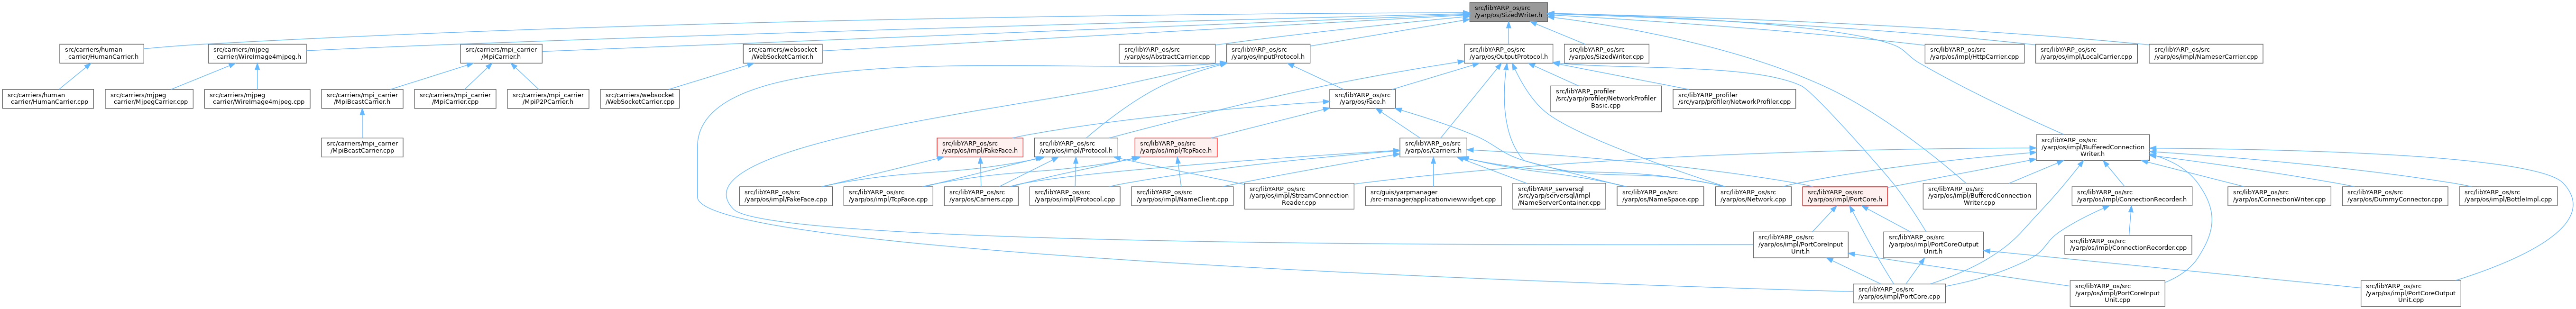 src/libYARP_os/src
/yarp/os/SizedWriter.h
src/carriers/human
_carrier/HumanCarrier.h
src/carriers/mjpeg
_carrier/WireImage4mjpeg.h
src/carriers/mpi_carrier
/MpiCarrier.h
src/carriers/websocket
/WebSocketCarrier.h
src/libYARP_os/src
/yarp/os/AbstractCarrier.cpp
src/libYARP_os/src
/yarp/os/InputProtocol.h
src/libYARP_os/src
/yarp/os/OutputProtocol.h
src/libYARP_os/src
/yarp/os/SizedWriter.cpp
src/libYARP_os/src
/yarp/os/impl/HttpCarrier.cpp
src/libYARP_os/src
/yarp/os/impl/LocalCarrier.cpp
src/libYARP_os/src
/yarp/os/impl/NameserCarrier.cpp
src/carriers/human
_carrier/HumanCarrier.cpp
src/carriers/mjpeg
_carrier/MjpegCarrier.cpp
src/carriers/mjpeg
_carrier/WireImage4mjpeg.cpp
src/carriers/mpi_carrier
/MpiBcastCarrier.h
src/carriers/mpi_carrier
/MpiCarrier.cpp
src/carriers/mpi_carrier
/MpiP2PCarrier.h
src/carriers/websocket
/WebSocketCarrier.cpp
src/libYARP_os/src
/yarp/os/Face.h
src/libYARP_profiler
/src/yarp/profiler/NetworkProfiler
Basic.cpp
src/libYARP_profiler
/src/yarp/profiler/NetworkProfiler.cpp
src/carriers/mpi_carrier
/MpiBcastCarrier.cpp
src/libYARP_os/src
/yarp/os/impl/FakeFace.h
src/libYARP_os/src
/yarp/os/impl/Protocol.h
src/libYARP_os/src
/yarp/os/impl/TcpFace.h
src/libYARP_os/src
/yarp/os/Carriers.h
src/libYARP_os/src
/yarp/os/impl/BufferedConnection
Writer.h
src/libYARP_os/src
/yarp/os/impl/FakeFace.cpp
src/libYARP_os/src
/yarp/os/impl/TcpFace.cpp
src/libYARP_os/src
/yarp/os/Carriers.cpp
src/libYARP_os/src
/yarp/os/impl/Protocol.cpp
src/libYARP_os/src
/yarp/os/impl/NameClient.cpp
src/libYARP_os/src
/yarp/os/impl/StreamConnection
Reader.cpp
src/guis/yarpmanager
/src-manager/applicationviewwidget.cpp
src/libYARP_serversql
/src/yarp/serversql/impl
/NameServerContainer.cpp
src/libYARP_os/src
/yarp/os/NameSpace.cpp
src/libYARP_os/src
/yarp/os/Network.cpp
src/libYARP_os/src
/yarp/os/impl/PortCore.h
src/libYARP_os/src
/yarp/os/impl/BufferedConnection
Writer.cpp
src/libYARP_os/src
/yarp/os/impl/ConnectionRecorder.h
src/libYARP_os/src
/yarp/os/ConnectionWriter.cpp
src/libYARP_os/src
/yarp/os/DummyConnector.cpp
src/libYARP_os/src
/yarp/os/impl/BottleImpl.cpp
src/libYARP_os/src
/yarp/os/impl/PortCoreInput
Unit.h
src/libYARP_os/src
/yarp/os/impl/PortCoreOutput
Unit.h
src/libYARP_os/src
/yarp/os/impl/ConnectionRecorder.cpp
src/libYARP_os/src
/yarp/os/impl/PortCore.cpp
src/libYARP_os/src
/yarp/os/impl/PortCoreInput
Unit.cpp
src/libYARP_os/src
/yarp/os/impl/PortCoreOutput
Unit.cpp